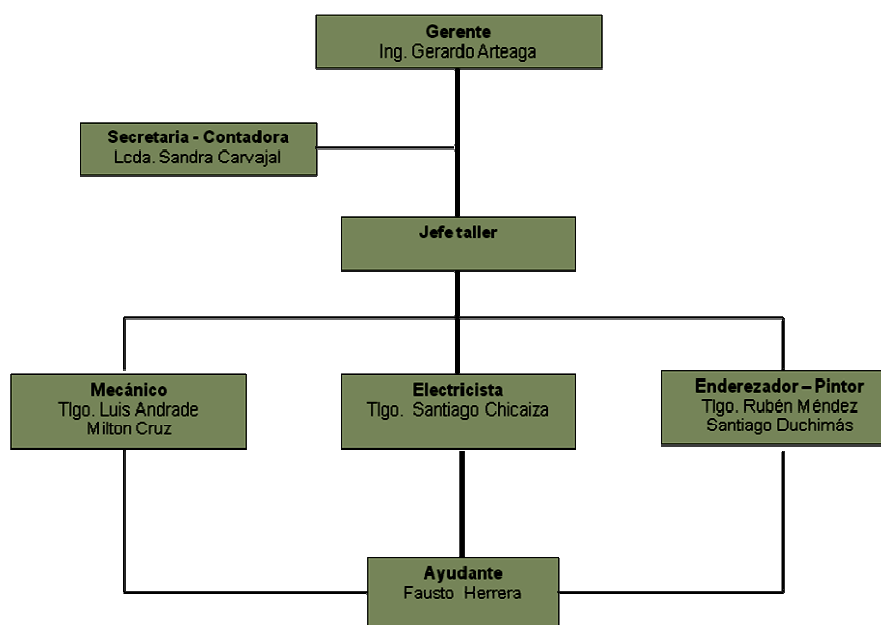 Gerente
Ing. Gerardo Arteaga
Secretaria - Contadora
Lcda. Sandra Carvajal
Jefe taller
Mecánico
Tlgo. Luis Andrade
Milton Cruz
Electricista
Tlgo. Santiago Chicaiza
Enderezador – Pintor
Tlgo. Rubén Méndez
Santiago Duchimás
Ayudante
Fausto Herrera